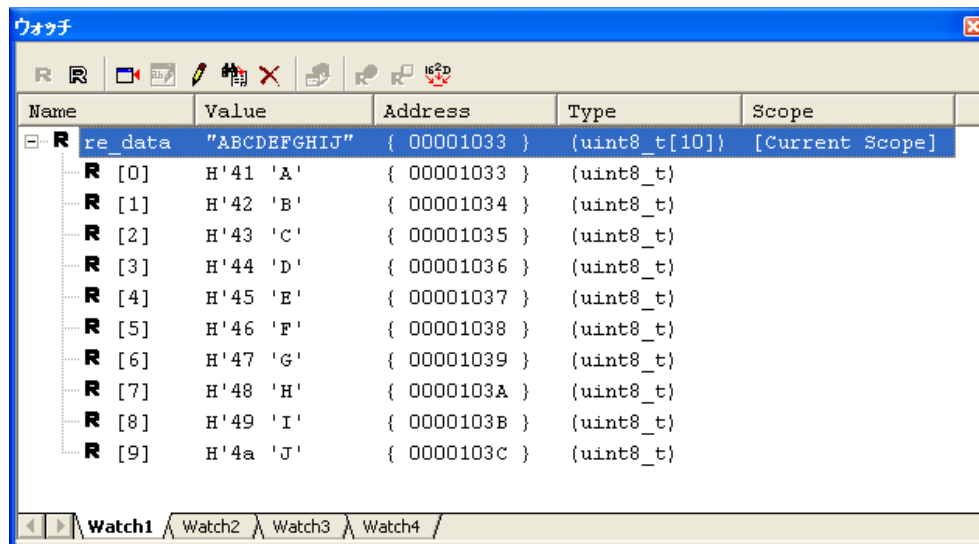 ウォッチ
Name Value Address Type Scope
R re_data "ABCDEFGHIJ" { 00001033 } (uint8_t[10]) [Current Scope]
R [0] H'41 'A' { 00001033 } (uint8_t)
R [1] H'42 'B' { 00001034 } (uint8_t)
R [2] H'43 'C' { 00001035 } (uint8_t)
R [3] H'44 'D' { 00001036 } (uint8_t)
R [4] H'45 'E' { 00001037 } (uint8_t)
R [5] H'46 'F' { 00001038 } (uint8_t)
R [6] H'47 'G' { 00001039 } (uint8_t)
R [7] H'48 'H' { 0000103A } (uint8_t)
R [8] H'49 'I' { 0000103B } (uint8_t)
R [9] H'4a 'J' { 0000103C } (uint8_t)
Watch1 Watch2 Watch3 Watch4